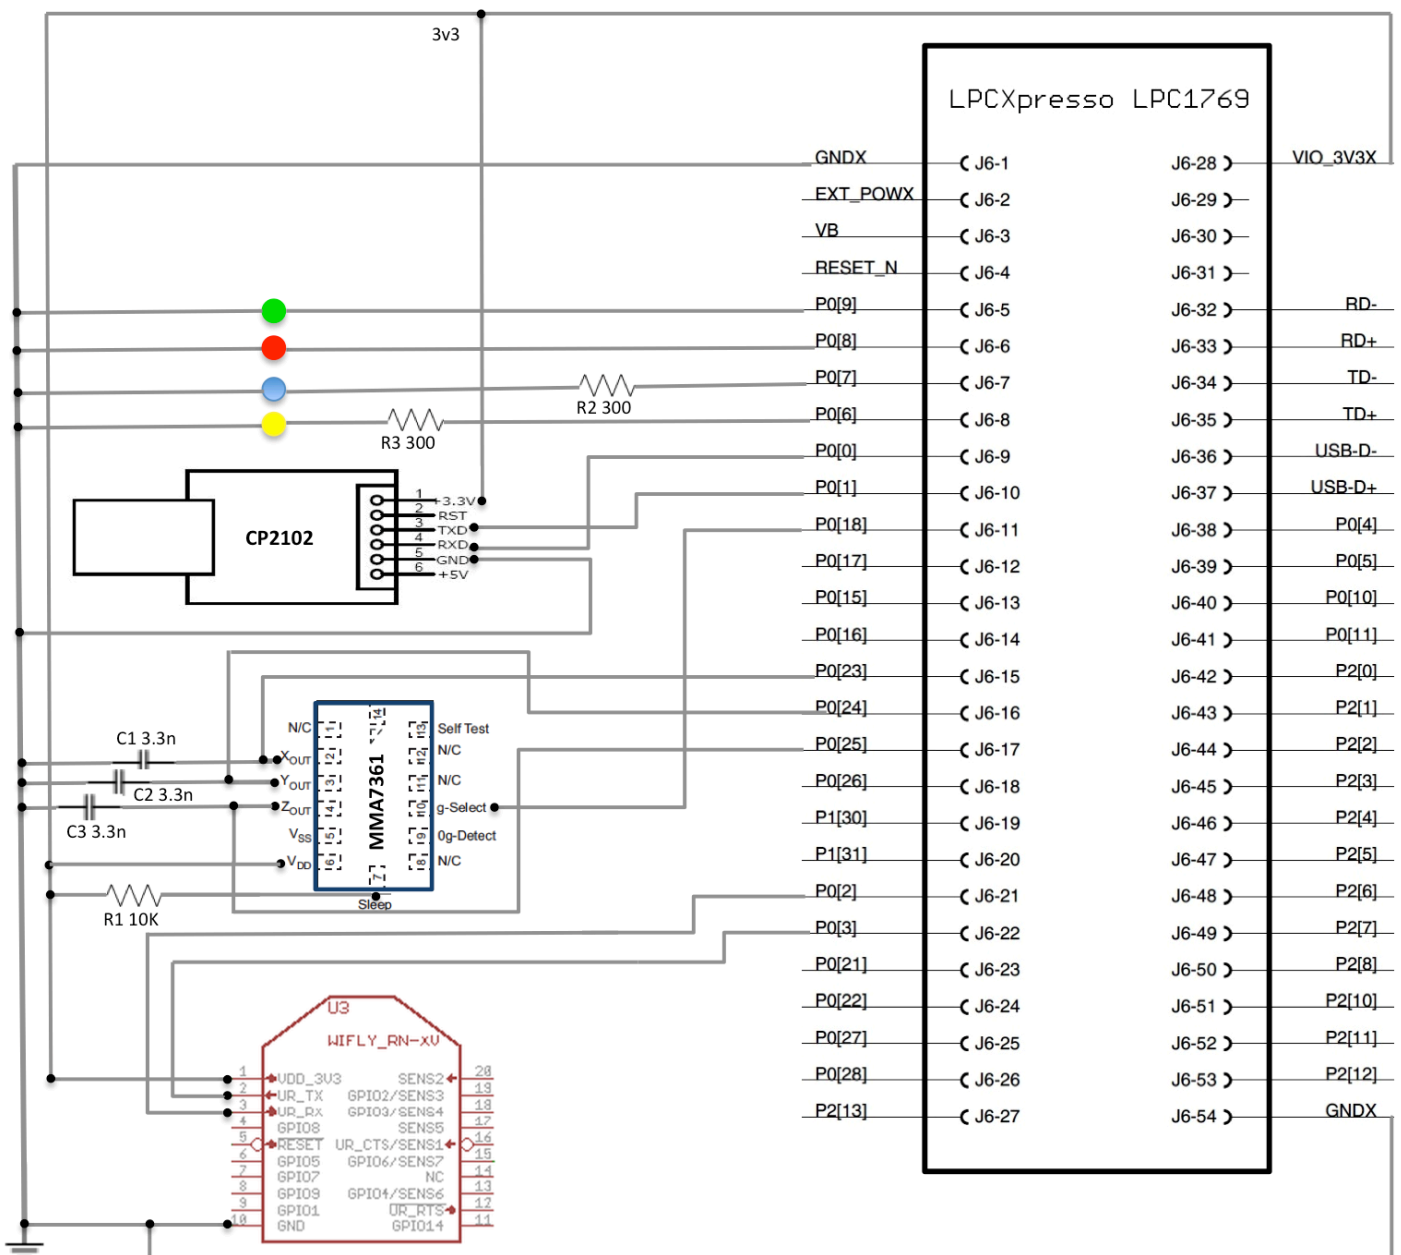 3v3
LPCXpresso LPC1769
GNDX J6-1 J6-28 VIO_3V3X
EXT_POWX J6-2 J6-29
VB J6-3 J6-30
RESET_N J6-4 J6-31
P0[9] J6-5 J6-32 RD-
P0[8] J6-6 J6-33 RD+
P0[7] J6-7 J6-34 TD-
R2 300
P0[6] J6-8 J6-35 TD+
R3 300
P0[0] J6-9 J6-36 USB-D-
P0[1] J6-10 J6-37 USB-D+
P0[18] J6-11 J6-38 P0[4]
P0[17] J6-12 J6-39 P0[5]
P0[15] J6-13 J6-40 P0[10]
P0[16] J6-14 J6-41 P0[11]
P0[23] J6-15 J6-42 P2[0]
P0[24] J6-16 J6-43 P2[1]
P0[25] J6-17 J6-44 P2[2]
P0[26] J6-18 J6-45 P2[3]
P1[30] J6-19 J6-46 P2[4]
P1[31] J6-20 J6-47 P2[5]
P0[2] J6-21 J6-48 P2[6]
P0[3] J6-22 J6-49 P2[7]
P0[21] J6-23 J6-50 P2[8]
P0[22] J6-24 J6-51 P2[10]
P0[27] J6-25 J6-52 P2[11]
P0[28] J6-26 J6-53 P2[12]
P2[13] J6-27 J6-54 GNDX
CP2102
1 +3.3V
2 RST
3 TXD
4 RXD
5 GND
6 +5V
MMA7361
14
N/C 1 13 Self Test
C1 3.3n
XOUT 2 12 N/C
YOUT 3 11 N/C
C2 3.3n
ZOUT 4 10 g-Select
C3 3.3n
VSS 5 9 0g-Detect
VDD 6 8 N/C
7
Sleep
R1 10K
U3
WIFLY_RN-XV
1 VDD_3V3 SENS2 20
2 UR_TX GPIO2/SENS3 19
3 UR_RX GPIO3/SENS4 18
4 GPIO8 SENS5 17
5 RESET UR_CTS/SENS1 16
6 GPIO5 GPIO6/SENS7 15
7 GPIO7 NC 14
8 GPIO9 GPIO4/SENS6 13
9 GPIO1 UR_RTS 12
10 GND GPIO14 11